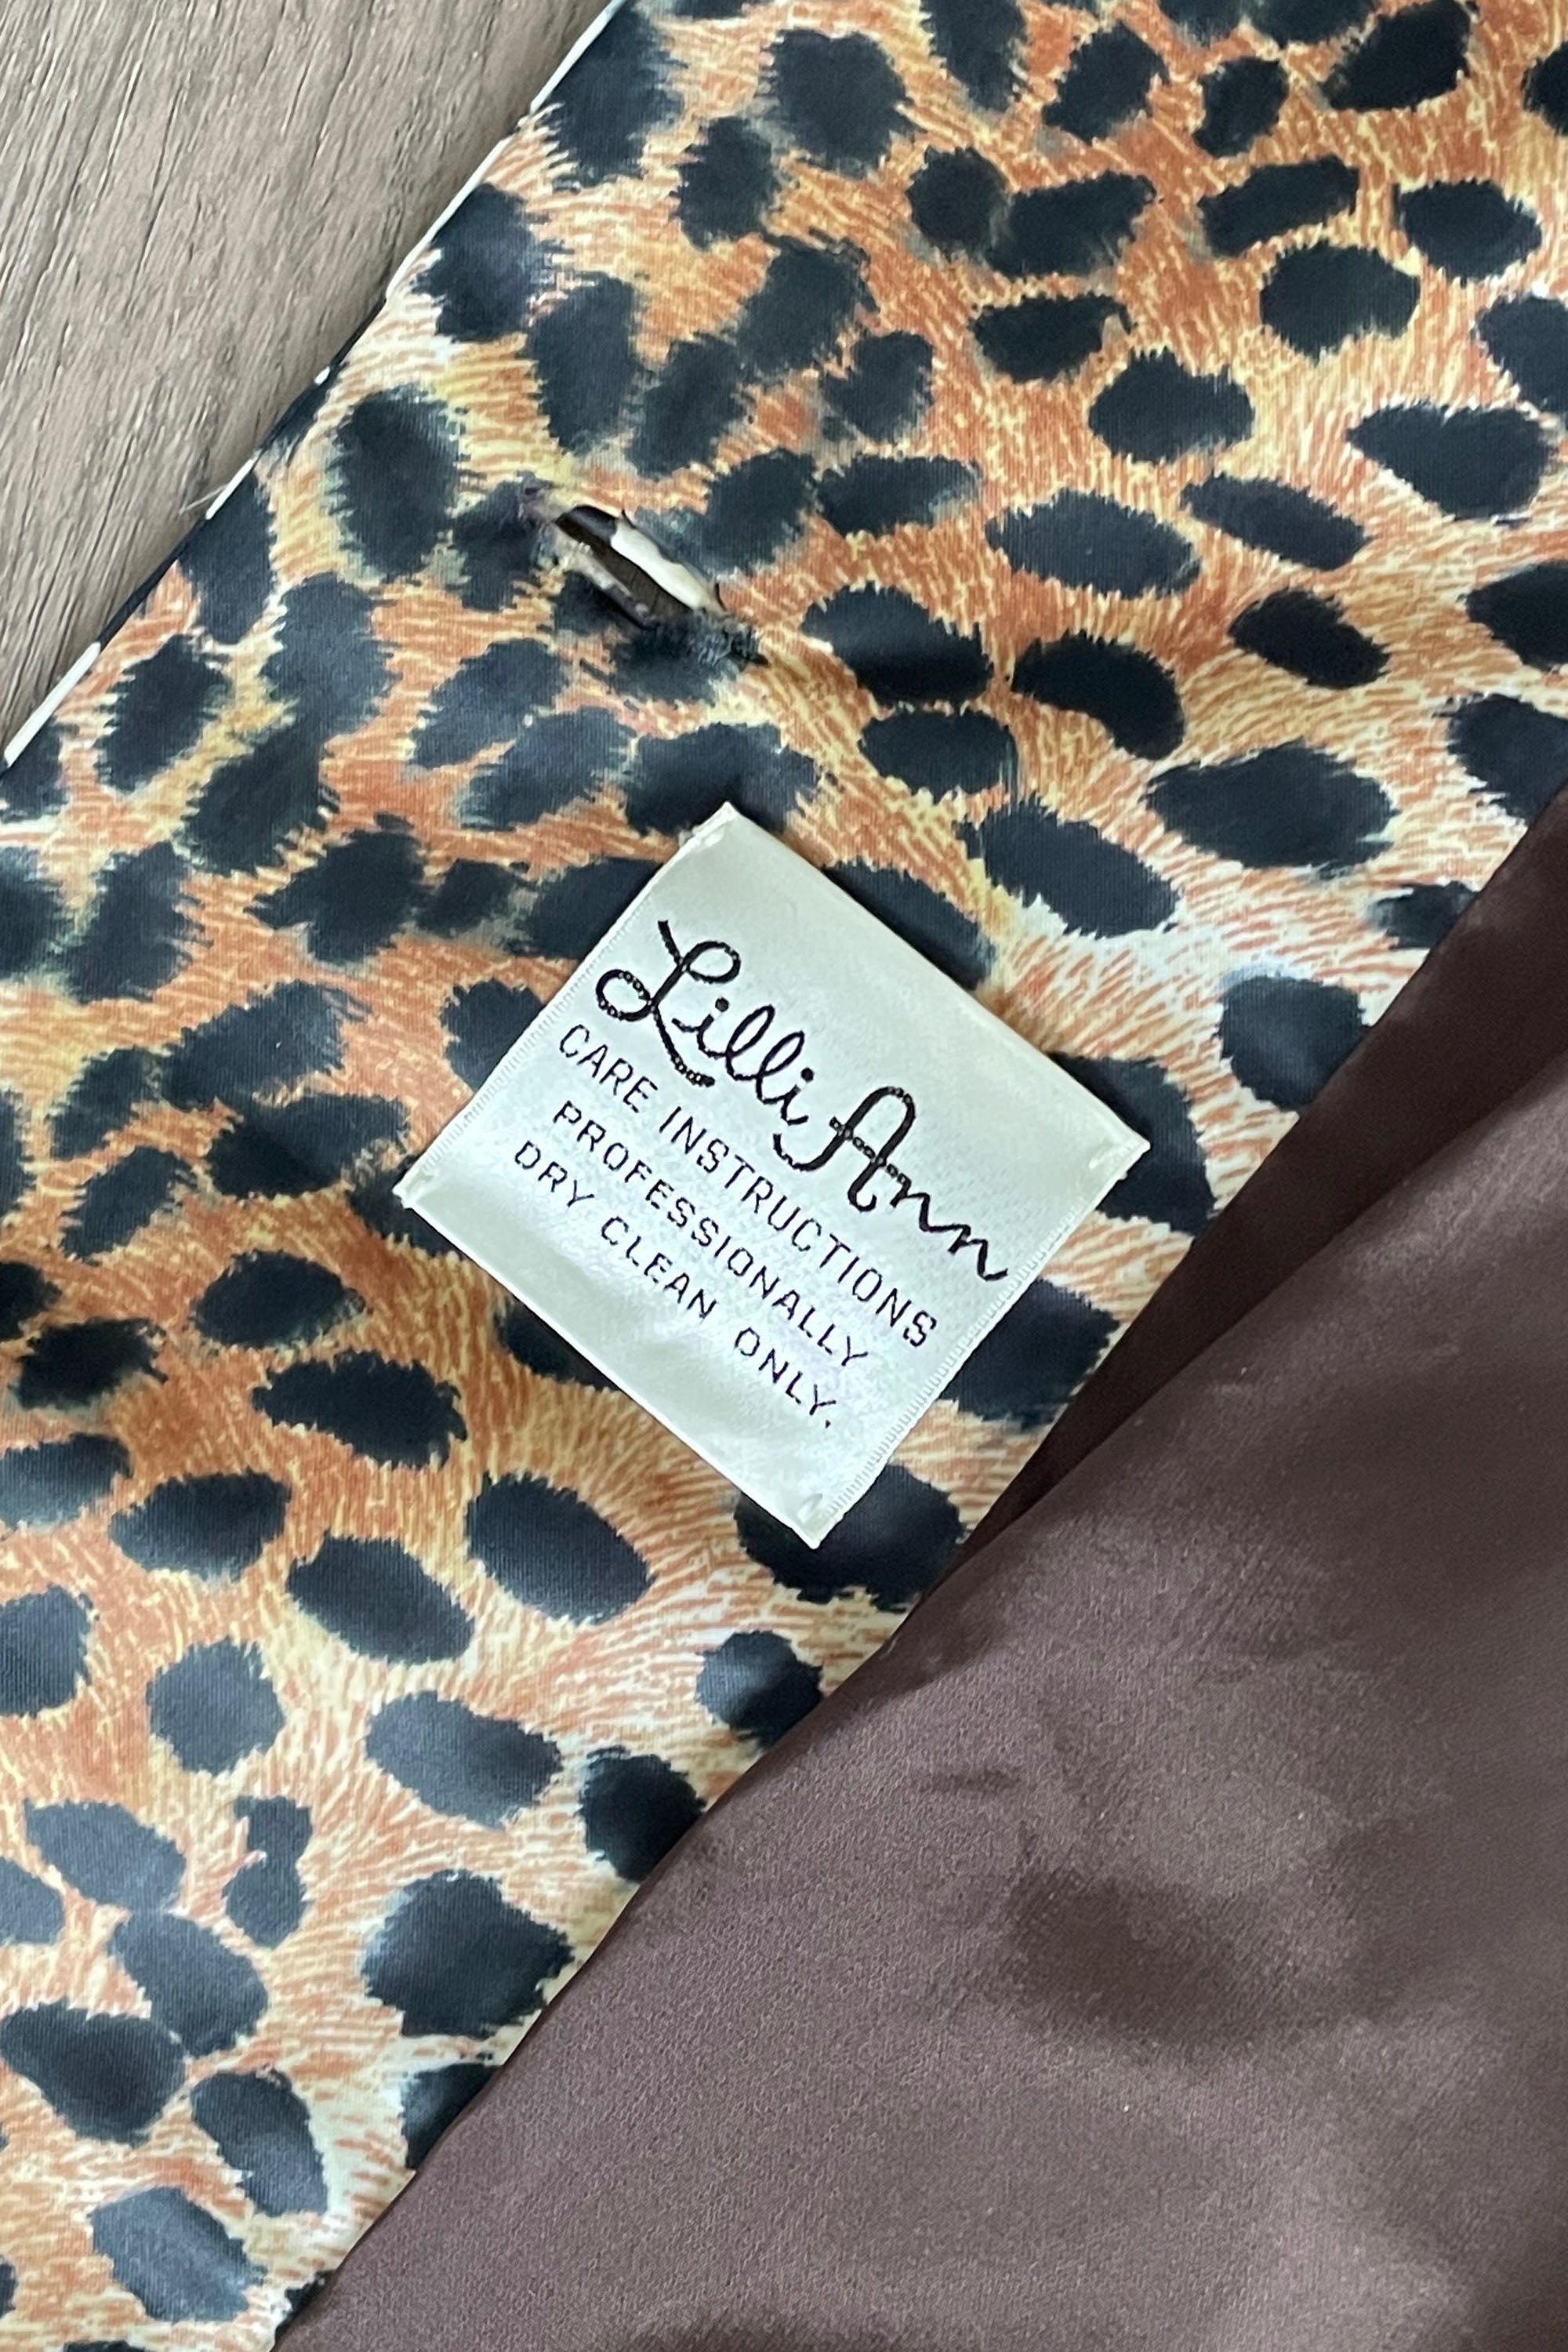 Lilli Ann
CARE INSTRUCTIONS
PROFESSIONALLY
DRY CLEAN ONLY.